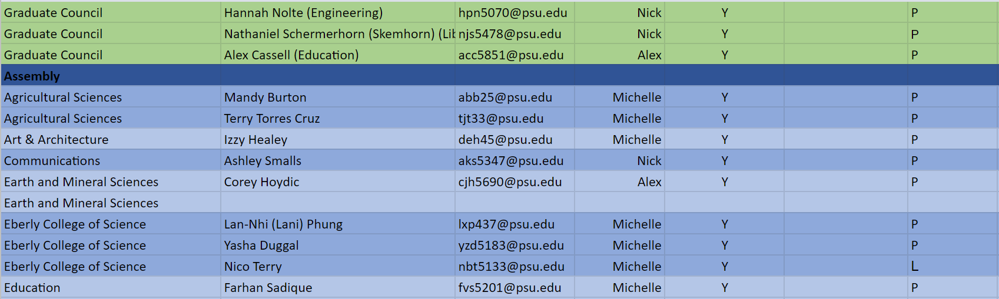 Graduate Council Hannah Nolte (Engineering) hpn5070@psu.edu Nick Y P
Graduate Council Nathaniel Schermerhorn (Skemhorn) (Lib njs5478@psu.edu Nick Y P
Graduate Council Alex Cassell (Education) acc5851@psu.edu Alex Y P
Assembly
Agricultural Sciences Mandy Burton abb25@psu.edu Michelle Y P
Agricultural Sciences Terry Torres Cruz tjt33@psu.edu Michelle Y P
Art & Architecture Izzy Healey deh45@psu.edu Michelle Y P
Communications Ashley Smalls aks5347@psu.edu Nick Y P
Earth and Mineral Sciences Corey Hoydic cjh5690@psu.edu Alex Y P
Earth and Mineral Sciences
Eberly College of Science Lan-Nhi (Lani) Phung lxp437@psu.edu Michelle Y P
Eberly College of Science Yasha Duggal yzd5183@psu.edu Michelle Y P
Eberly College of Science Nico Terry nbt5133@psu.edu Michelle Y L
Education Farhan Sadique fvs5201@psu.edu Michelle Y P